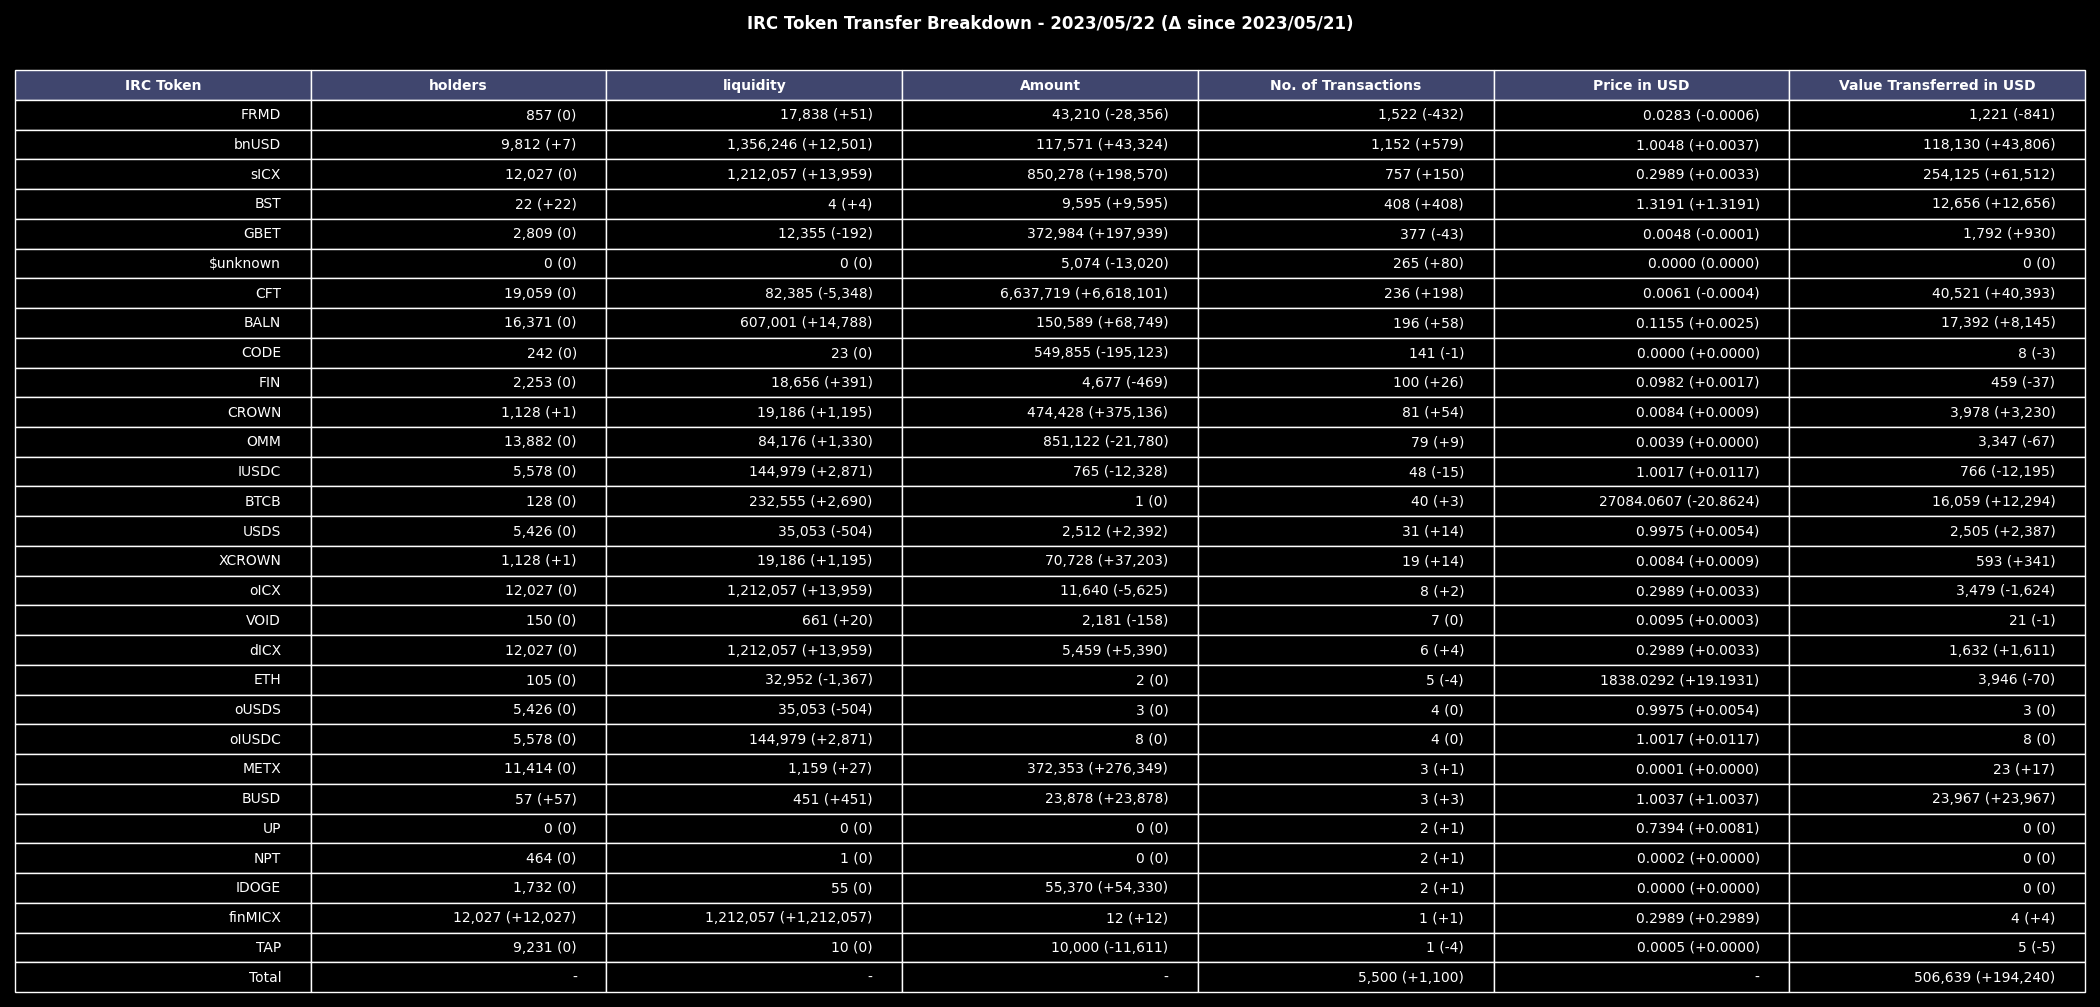 IRC Token Transfer Breakdown - 2023/05/22 (Δ since 2023/05/21)
IRC Token holders liquidity Amount No. of Transactions Price in USD Value Transferred in USD
FRMD 857 (0) 17,838 (+51) 43,210 (-28,356) 1,522 (-432) 0.0283 (-0.0006) 1,221 (-841)
bnUSD 9,812 (+7) 1,356,246 (+12,501) 117,571 (+43,324) 1,152 (+579) 1.0048 (+0.0037) 118,130 (+43,806)
sICX 12,027 (0) 1,212,057 (+13,959) 850,278 (+198,570) 757 (+150) 0.2989 (+0.0033) 254,125 (+61,512)
BST 22 (+22) 4 (+4) 9,595 (+9,595) 408 (+408) 1.3191 (+1.3191) 12,656 (+12,656)
GBET 2,809 (0) 12,355 (-192) 372,984 (+197,939) 377 (-43) 0.0048 (-0.0001) 1,792 (+930)
$unknown 0 (0) 0 (0) 5,074 (-13,020) 265 (+80) 0.0000 (0.0000) 0 (0)
CFT 19,059 (0) 82,385 (-5,348) 6,637,719 (+6,618,101) 236 (+198) 0.0061 (-0.0004) 40,521 (+40,393)
BALN 16,371 (0) 607,001 (+14,788) 150,589 (+68,749) 196 (+58) 0.1155 (+0.0025) 17,392 (+8,145)
CODE 242 (0) 23 (0) 549,855 (-195,123) 141 (-1) 0.0000 (+0.0000) 8 (-3)
FIN 2,253 (0) 18,656 (+391) 4,677 (-469) 100 (+26) 0.0982 (+0.0017) 459 (-37)
CROWN 1,128 (+1) 19,186 (+1,195) 474,428 (+375,136) 81 (+54) 0.0084 (+0.0009) 3,978 (+3,230)
OMM 13,882 (0) 84,176 (+1,330) 851,122 (-21,780) 79 (+9) 0.0039 (+0.0000) 3,347 (-67)
IUSDC 5,578 (0) 144,979 (+2,871) 765 (-12,328) 48 (-15) 1.0017 (+0.0117) 766 (-12,195)
BTCB 128 (0) 232,555 (+2,690) 1 (0) 40 (+3) 27084.0607 (-20.8624) 16,059 (+12,294)
USDS 5,426 (0) 35,053 (-504) 2,512 (+2,392) 31 (+14) 0.9975 (+0.0054) 2,505 (+2,387)
XCROWN 1,128 (+1) 19,186 (+1,195) 70,728 (+37,203) 19 (+14) 0.0084 (+0.0009) 593 (+341)
oICX 12,027 (0) 1,212,057 (+13,959) 11,640 (-5,625) 8 (+2) 0.2989 (+0.0033) 3,479 (-1,624)
VOID 150 (0) 661 (+20) 2,181 (-158) 7 (0) 0.0095 (+0.0003) 21 (-1)
dICX 12,027 (0) 1,212,057 (+13,959) 5,459 (+5,390) 6 (+4) 0.2989 (+0.0033) 1,632 (+1,611)
ETH 105 (0) 32,952 (-1,367) 2 (0) 5 (-4) 1838.0292 (+19.1931) 3,946 (-70)
oUSDS 5,426 (0) 35,053 (-504) 3 (0) 4 (0) 0.9975 (+0.0054) 3 (0)
oIUSDC 5,578 (0) 144,979 (+2,871) 8 (0) 4 (0) 1.0017 (+0.0117) 8 (0)
METX 11,414 (0) 1,159 (+27) 372,353 (+276,349) 3 (+1) 0.0001 (+0.0000) 23 (+17)
BUSD 57 (+57) 451 (+451) 23,878 (+23,878) 3 (+3) 1.0037 (+1.0037) 23,967 (+23,967)
UP 0 (0) 0 (0) 0 (0) 2 (+1) 0.7394 (+0.0081) 0 (0)
NPT 464 (0) 1 (0) 0 (0) 2 (+1) 0.0002 (+0.0000) 0 (0)
IDOGE 1,732 (0) 55 (0) 55,370 (+54,330) 2 (+1) 0.0000 (+0.0000) 0 (0)
finMICX 12,027 (+12,027) 1,212,057 (+1,212,057) 12 (+12) 1 (+1) 0.2989 (+0.2989) 4 (+4)
TAP 9,231 (0) 10 (0) 10,000 (-11,611) 1 (-4) 0.0005 (+0.0000) 5 (-5)
Total - - - 5,500 (+1,100) - 506,639 (+194,240)